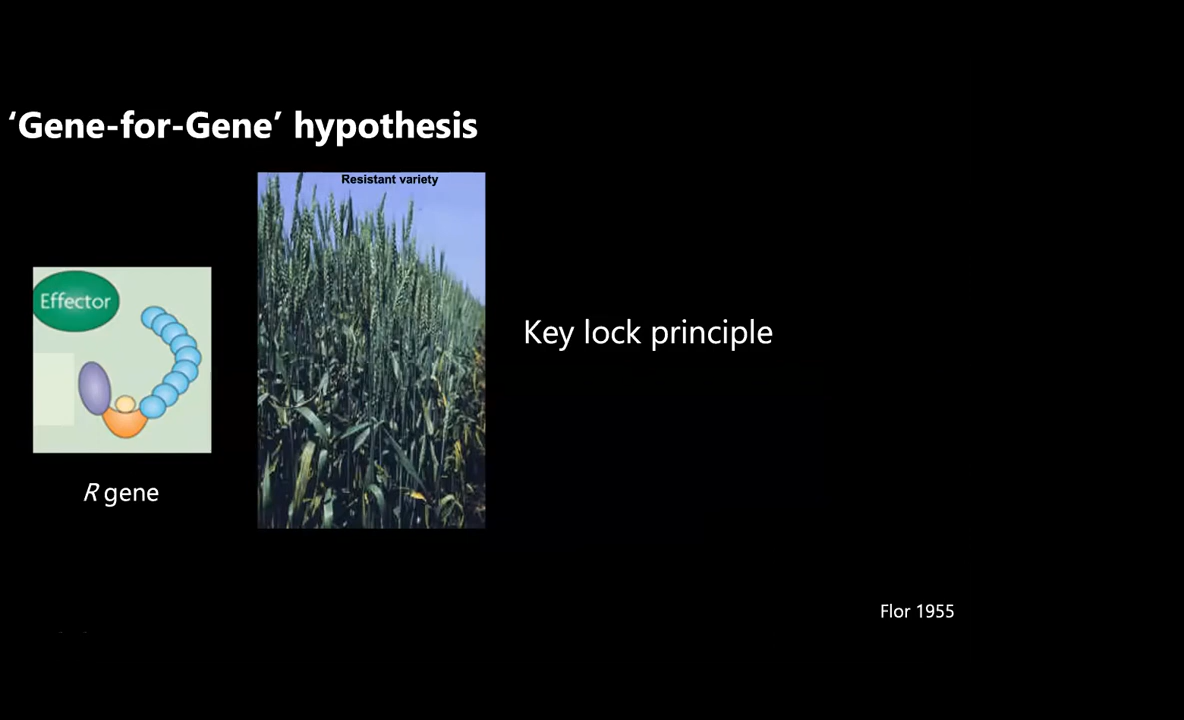 ‘Gene-for-Gene’ hypothesis
Resistant variety
Effector
Key lock principle
R gene
Flor 1955